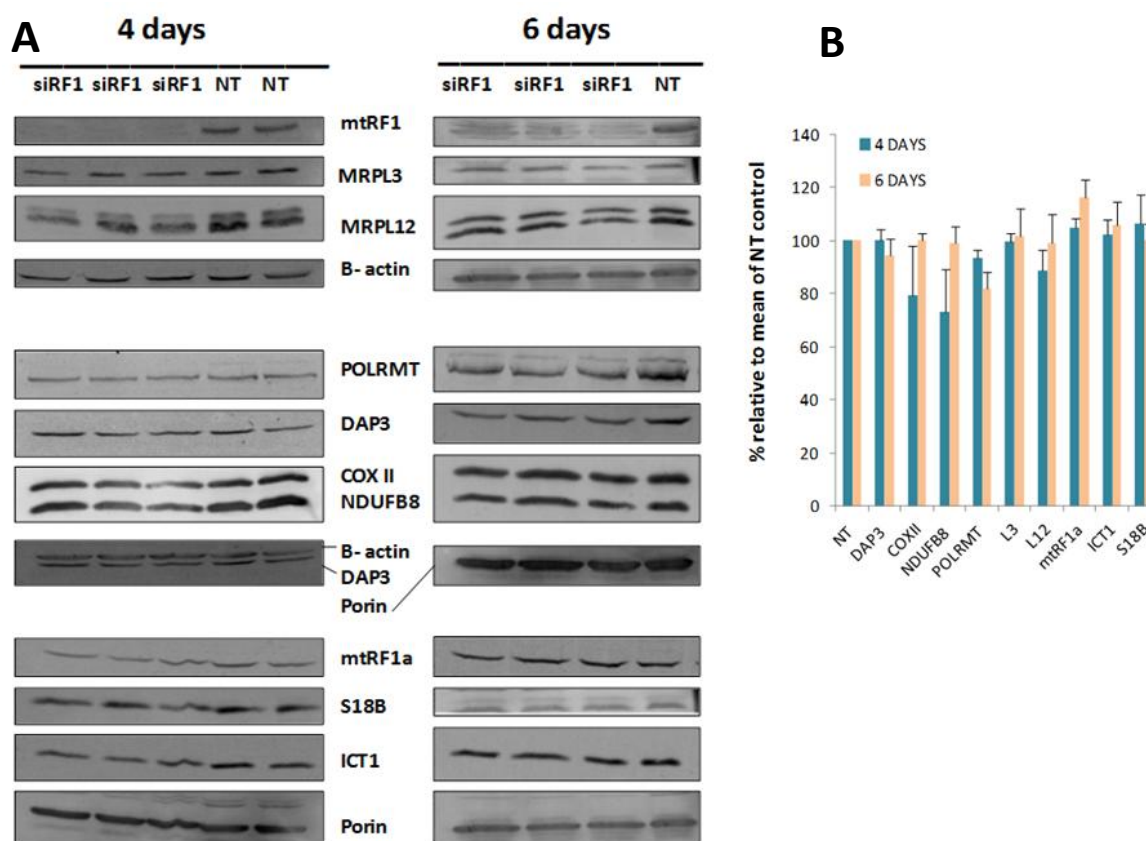 A
4 days
6 days
siRF1 siRF1 siRF1 NT NT
siRF1 siRF1 siRF1 NT
mtRF1
MRPL3
MRPL12
B- actin
POLRMT
DAP3
COX II
NDUFB8
B- actin
DAP3
Porin
mtRF1a
S18B
ICT1
Porin
B
% relative to mean of NT control
140
120
100
80
60
40
20
0
4 DAYS
6 DAYS
NT
DAP3
COXII
NDUFB8
POLRMT
L3
L12
mtRF1a
ICT1
S18B